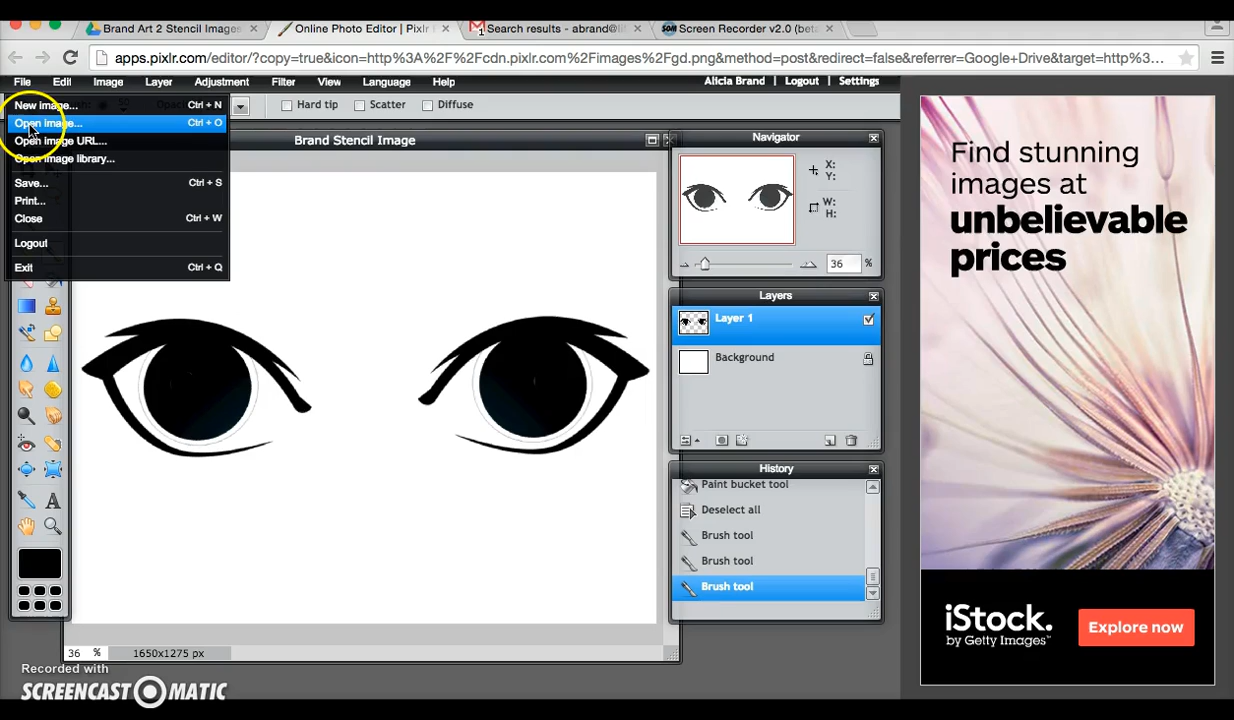 Brand Art 2 Stencil Images
Online Photo Editor | Pixlr
Search results - abrand@li
Screen Recorder v2.0 (beta
apps.pixlr.com/editor/?copy=true&icon=http%3A%2F%2Fcdn.pixlr.com%2Fimages%2Fgd.png&method=post&redirect=false&referrer=Google+Drive&target=http%3...
File Edit Image Layer Adjustment Filter View Language Help
Alicia Brand Logout Settings
Hard tip Scatter Diffuse
New image... Ctrl + N
Open image... Ctrl + O
Open image URL...
Open image library...
Save... Ctrl + S
Print...
Close Ctrl + W
Logout
Exit Ctrl + Q
Brand Stencil Image
36 % 1650x1275 px
Navigator
X:
Y:
W:
H:
36 %
Layers
Layer 1
Background
History
Paint bucket tool
Deselect all
Brush tool
Brush tool
Brush tool
Find stunning
images at
unbelievable
prices
iStock.
by Getty Images™
Explore now
Recorded with
SCREENCAST MATIC